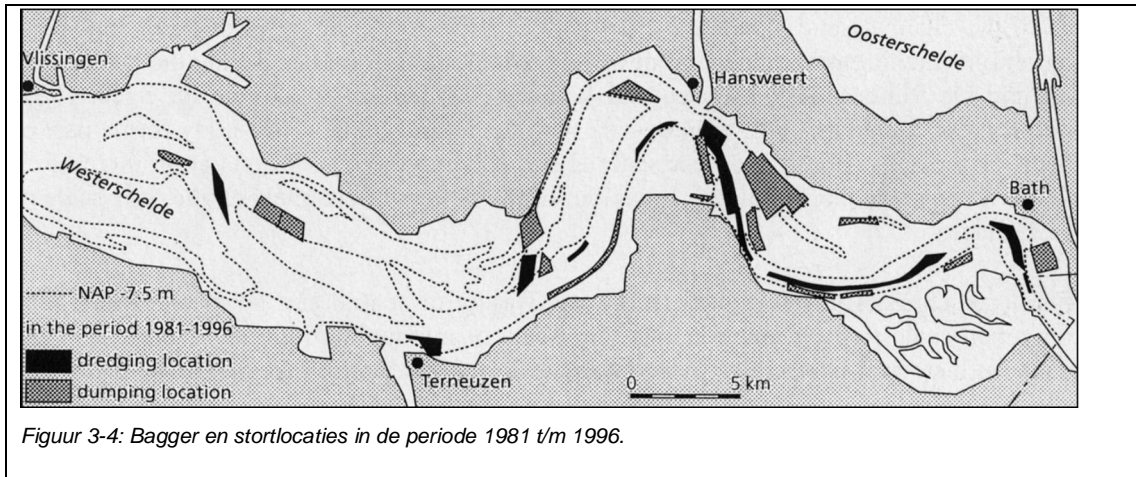 Vlissingen
Oosterschelde
Hansweert
Westerschelde
Bath
NAP -7.5 m
in the period 1981-1996
dredging location
dumping location
Terneuzen
0 5 km
Figuur 3-4: Bagger en stortlocaties in de periode 1981 t/m 1996.